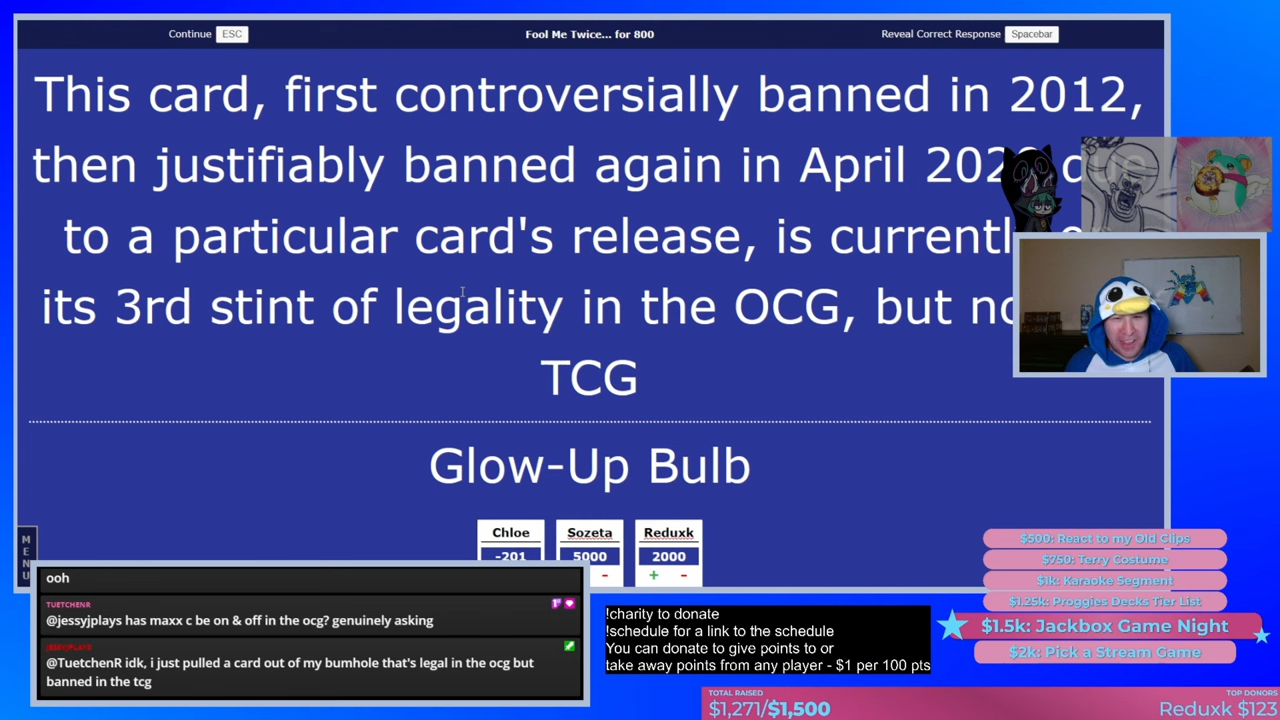 Continue ESC
Fool Me Twice... for 800
Reveal Correct Response Spacebar
This card, first controversially banned in 2012,
then justifiably banned again in April
to a particular card's release, is
its 3rd stint of legality in the OCG, but
TCG
Glow-Up Bulb
Chloe Sozeta Reduxk
-201 5000 2000
- + -
MENU
ooh
TUETCHENR
@jessyjplays has maxx c be on & off in the ocg? genuinely asking
JESSYJPLAYS
@TuetchenR idk, i just pulled a card out of my bumhole that's legal in the ocg but
banned in the tcg
!charity to donate
!schedule for a link to the schedule
You can donate to give points to or
take away points from any player - $1 per 100 pts
$500: React to my Old Clips
$750: Terry Costume
$1k: Karaoke Segment
$1.25k: Proggies Decks Tier List
$1.5k: Jackbox Game Night
$2k: Pick a Stream Game
TOTAL RAISED
$1,271/$1,500
TOP DONORS
Reduxk $123